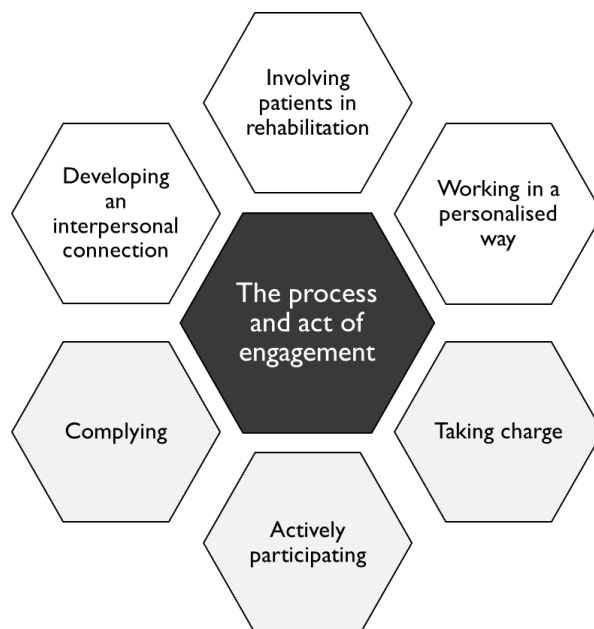 Involving
patients in
rehabilitation
Developing
an
interpersonal
connection
Working in a
personalised
way
The process
and act of
engagement
Complying
Taking charge
Actively
participating